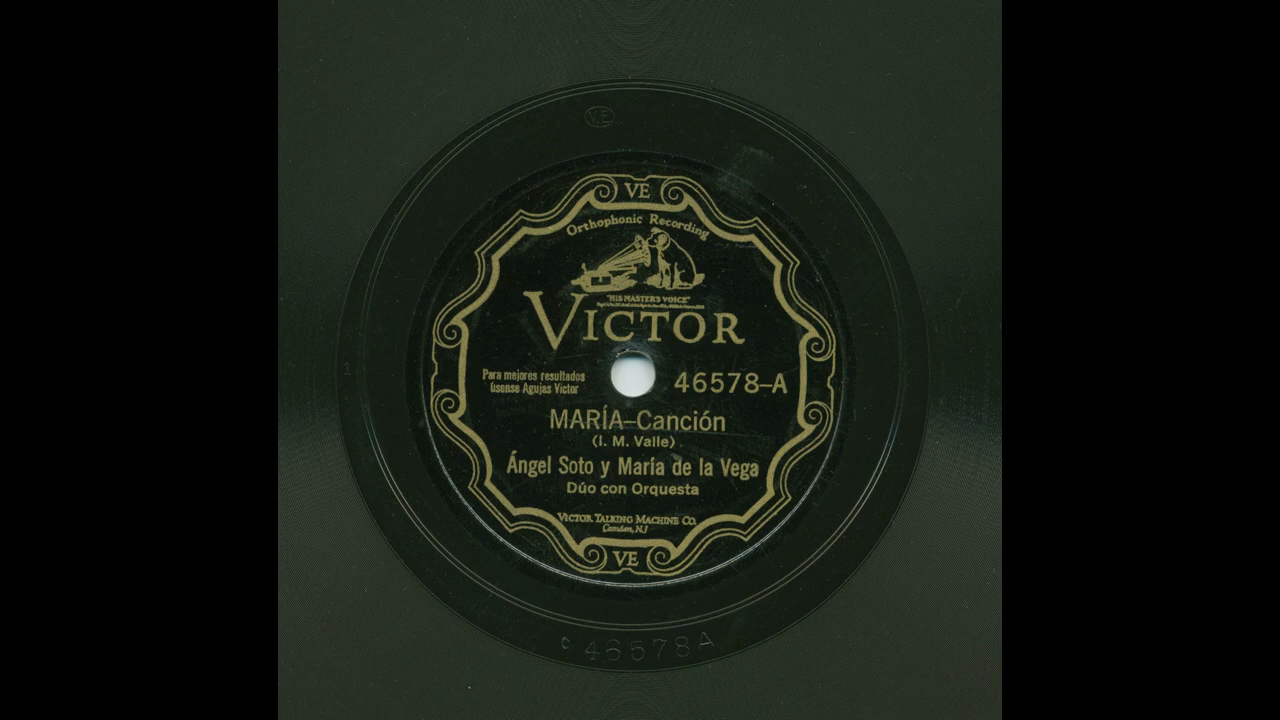 VE
VE
Orthophonic Recording
"HIS MASTER'S VOICE"
VICTOR
Para mejores resultados
úsense Agujas Victor
46578-A
MARÍA-Canción
(I. M. Valle)
Ángel Soto y María de la Vega
Dúo con Orquesta
VICTOR TALKING MACHINE CO.
Camden, NJ
VE
c 46578A